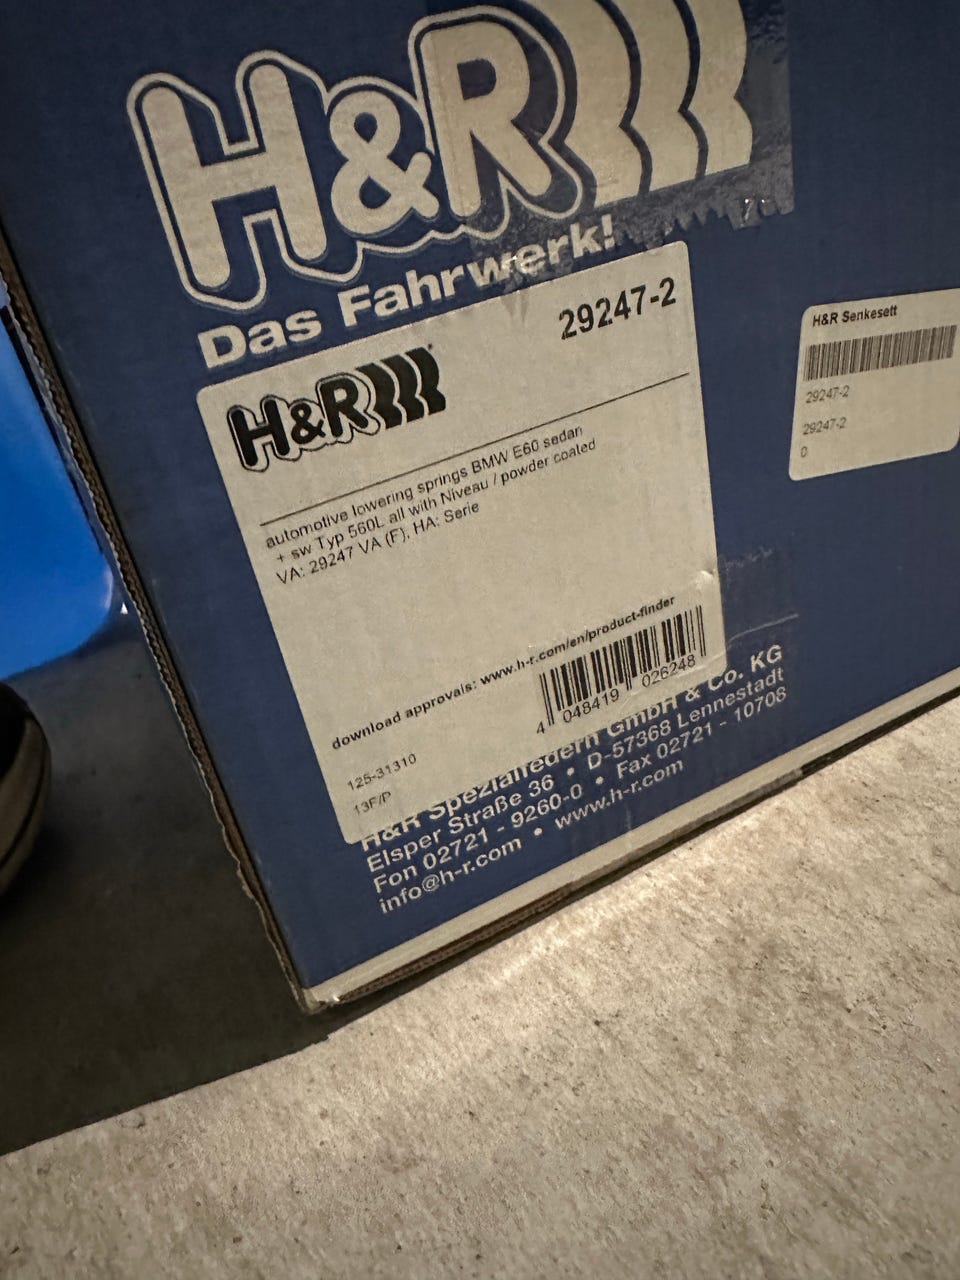 H&R
Das Fahrwerk!
H&R
29247-2
automotive lowering springs BMW E60 sedan
+ sw Typ 560L all with Niveau / powder coated
VA: 29247 VA (F), HA: Serie
download approvals: www.h-r.com/en/product-finder
4 048419 026248
125-31310
13F/P
H&R Spezialfedern GmbH & Co. KG
Elsper Straße 36 • D-57368 Lennestadt
Fon 02721 - 9260-0 • Fax 02721 - 10708
info@h-r.com • www.h-r.com
H&R Senkesett
29247-2
29247-2
0